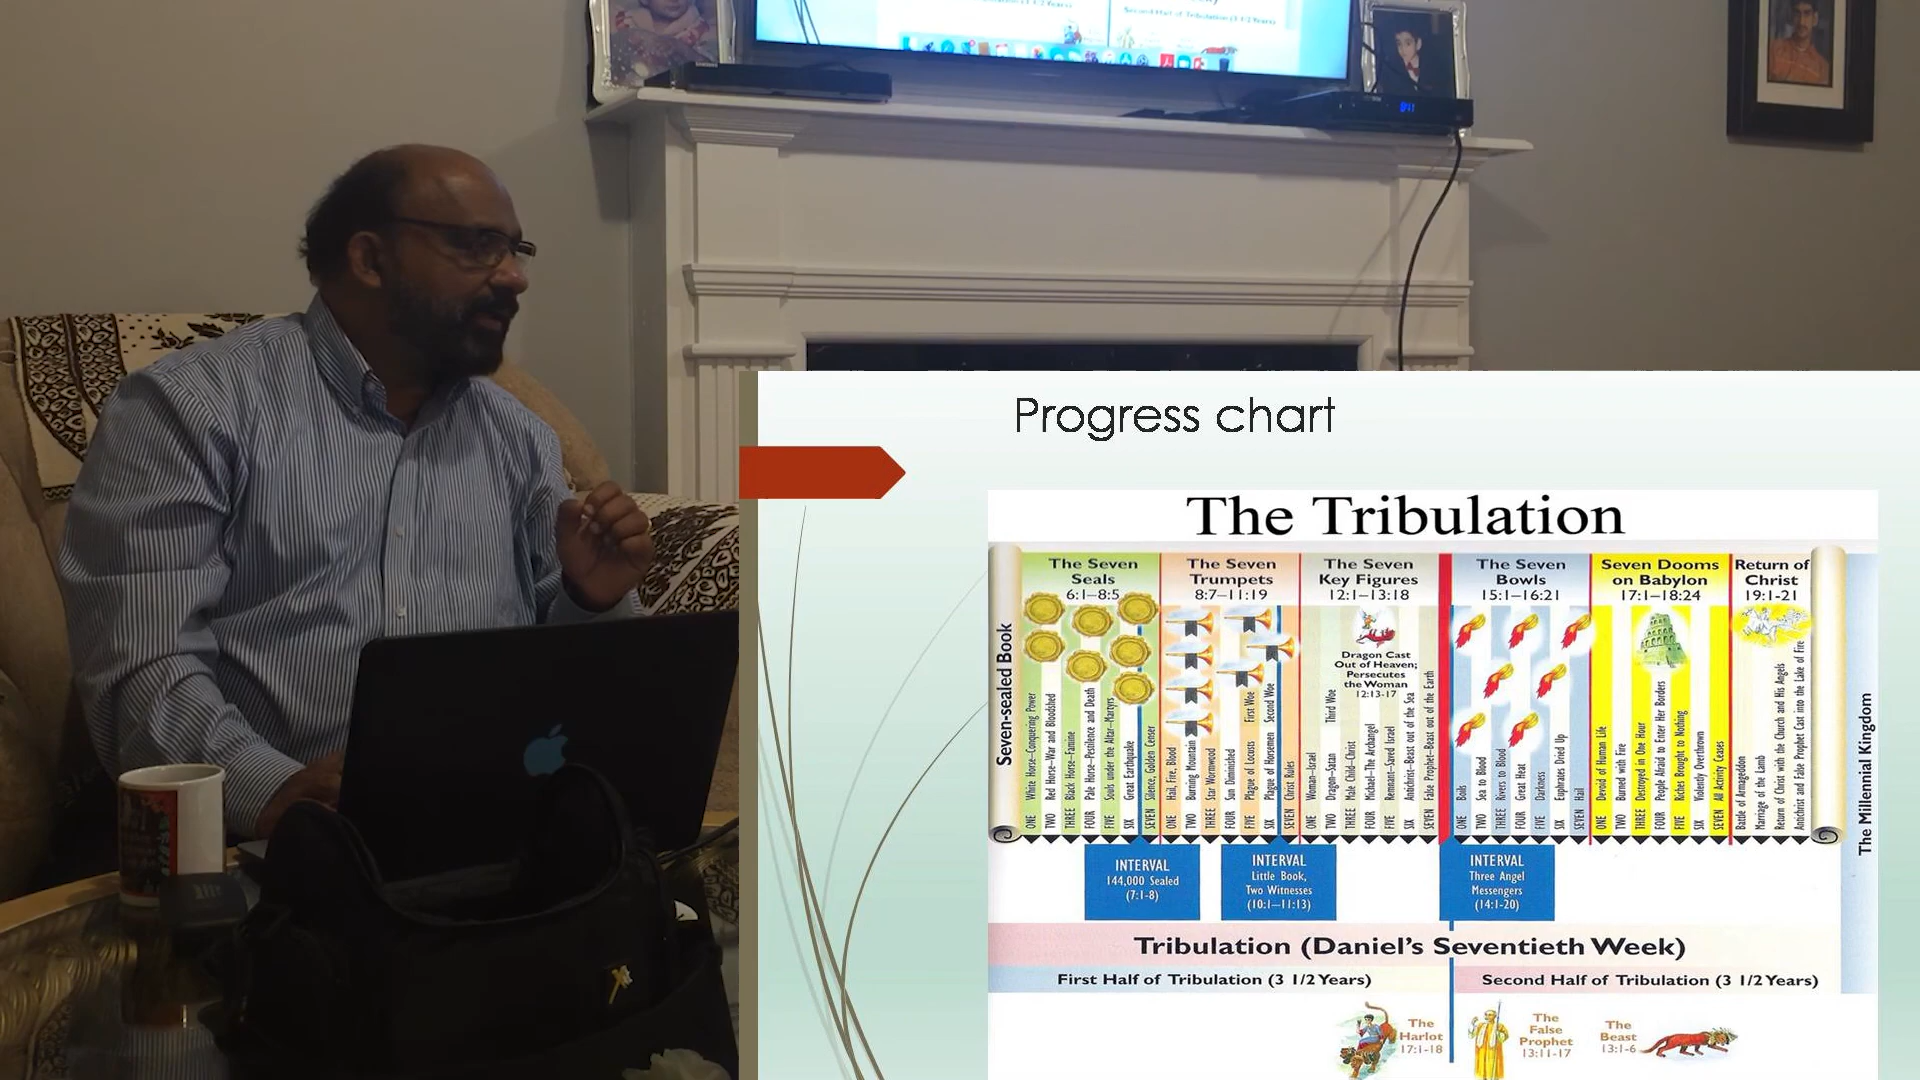 Second Half of Tribulation (3 1/2 Years)
SAMSUNG
Progress chart
The Tribulation
Seven-sealed Book
The Seven
Seals
6:1–8:5
The Seven
Trumpets
8:7–11:19
The Seven
Key Figures
12:1–13:18
The Seven
Bowls
15:1–16:21
Seven Dooms
on Babylon
17:1–18:24
Return of
Christ
19:1-21
Dragon Cast
Out of Heaven;
Persecutes
the Woman
12:13-17
ONE White Horse—Conquering Power
TWO Red Horse—War and Bloodshed
THREE Black Horse—Famine
FOUR Pale Horse—Pestilence and Death
FIVE Souls under the Altar—Martyrs
SIX Great Earthquake
SEVEN Silence, Golden Censer
ONE Hail, Fire, Blood
TWO Burning Mountain
THREE Star Wormwood
FOUR Sun Diminished
FIVE Plague of Locusts First Woe
SIX Plague of Horsemen Second Woe
SEVEN Christ Rules
ONE Woman—Israel
TWO Dragon—Satan Third Woe
THREE Male Child—Christ
FOUR Michael—The Archangel
FIVE Remnant—Saved Israel
SIX Antichrist—Beast out of the Sea
SEVEN False Prophet—Beast out of the Earth
ONE Boils
TWO Sea to Blood
THREE Rivers to Blood
FOUR Great Heat
FIVE Darkness
SIX Euphrates Dried Up
SEVEN Hail
ONE Devoid of Human Life
TWO Burned with Fire
THREE Destroyed in One Hour
FOUR People Afraid to Enter Her Borders
FIVE Riches Brought to Nothing
SIX Violently Overthrown
SEVEN All Activity Ceases
Battle of Armageddon
Marriage of the Lamb
Return of Christ with the Church and His Angels
Antichrist and False Prophet Cast into the Lake of Fire
The Millennial Kingdom
INTERVAL
144,000 Sealed
(7:1-8)
INTERVAL
Little Book,
Two Witnesses
(10:1—11:13)
INTERVAL
Three Angel
Messengers
(14:1-20)
Tribulation (Daniel's Seventieth Week)
First Half of Tribulation (3 1/2 Years)
Second Half of Tribulation (3 1/2 Years)
The
Harlot
17:1-18
The
False
Prophet
13:11-17
The
Beast
13:1-6